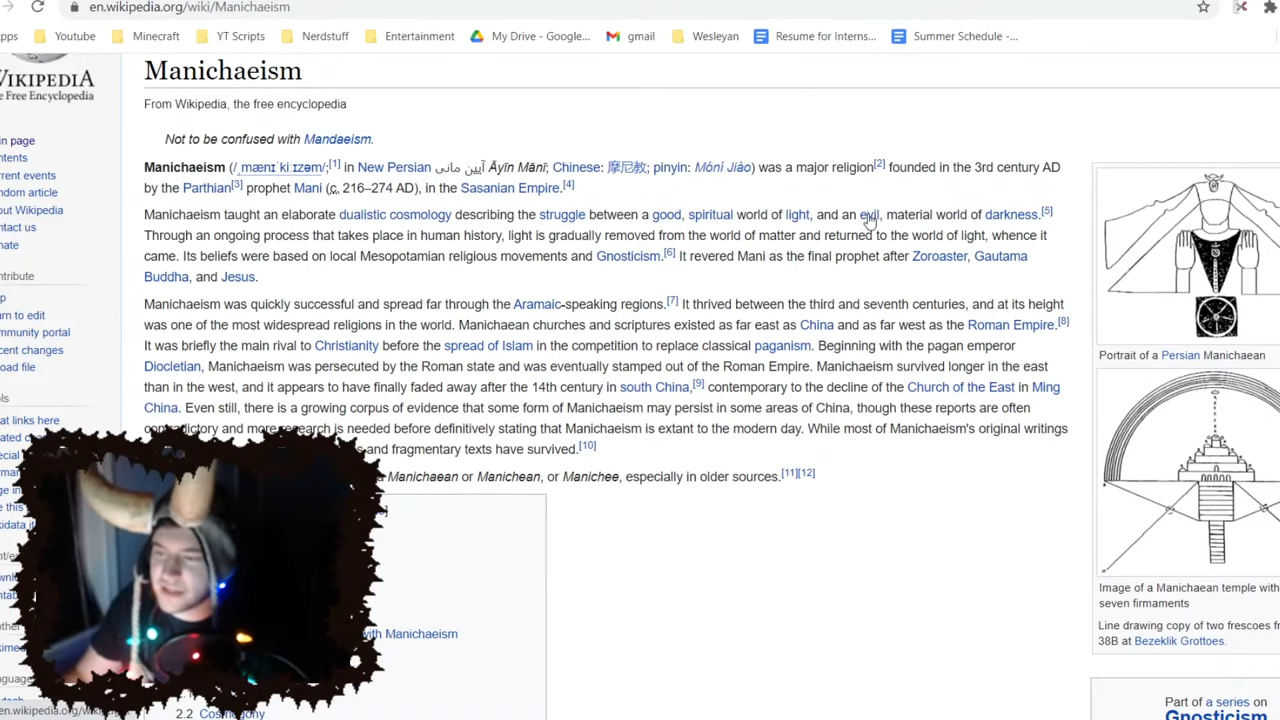 en.wikipedia.org/wiki/Manichaeism
Youtube Minecraft YT Scripts Nerdstuff Entertainment My Drive - Google... gmail Wesleyan Resume for Interns... Summer Schedule -...
Manichaeism
From Wikipedia, the free encyclopedia
Not to be confused with Mandaeism.
Manichaeism (/ˌmænɪˈkiːɪzəm/;[1] in New Persian آیین مانی Āyīn Mānī; Chinese: 摩尼教; pinyin: Móní Jiào) was a major religion[2] founded in the 3rd century AD
by the Parthian[3] prophet Mani (c. 216–274 AD), in the Sasanian Empire.[4]
Manichaeism taught an elaborate dualistic cosmology describing the struggle between a good, spiritual world of light, and an evil, material world of darkness.[5]
Through an ongoing process that takes place in human history, light is gradually removed from the world of matter and returned to the world of light, whence it
came. Its beliefs were based on local Mesopotamian religious movements and Gnosticism.[6] It revered Mani as the final prophet after Zoroaster, Gautama
Buddha, and Jesus.
Manichaeism was quickly successful and spread far through the Aramaic-speaking regions.[7] It thrived between the third and seventh centuries, and at its height
was one of the most widespread religions in the world. Manichaean churches and scriptures existed as far east as China and as far west as the Roman Empire.[8]
It was briefly the main rival to Christianity before the spread of Islam in the competition to replace classical paganism. Beginning with the pagan emperor
Diocletian, Manichaeism was persecuted by the Roman state and was eventually stamped out of the Roman Empire. Manichaeism survived longer in the east
than in the west, and it appears to have finally faded away after the 14th century in south China,[9] contemporary to the decline of the Church of the East in Ming
China. Even still, there is a growing corpus of evidence that some form of Manichaeism may persist in some areas of China, though these reports are often
and more research is needed before definitively stating that Manichaeism is extant to the modern day. While most of Manichaeism's original writings
and fragmentary texts have survived.[10]
Manichaean or Manichean, or Manichee, especially in older sources.[11][12]
with Manichaeism
2.2 Cosmogony
WIKIPEDIA
The Free Encyclopedia
page
random article
Wikipedia
community portal
Portrait of a Persian Manichaean
Image of a Manichaean temple with
seven firmaments
Line drawing copy of two frescoes
38B at Bezeklik Grottoes.
Part of a series on
Gnosticism